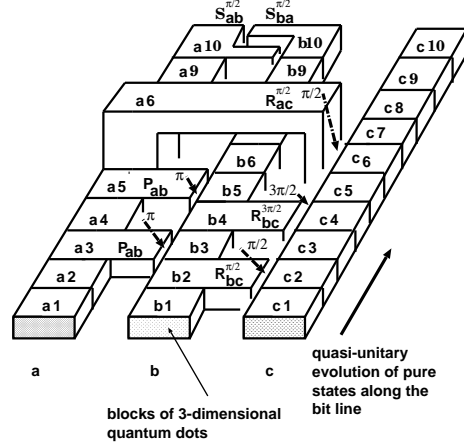 S_ab^π/2 S_ba^π/2
a10 b10 c10
a9 b9 c9
a6 R_ac^π/2 π/2 c8
c7
b6 c6
a5 P_ab π b5 3π/2 c5
a4 π b4 R_bc^3π/2 c4
a3 P_ab b3 π/2 c3
a2 b2 R_bc^π/2 c2
a1 b1 c1
a b c
quasi-unitary
evolution of pure
states along the
bit line
blocks of 3-dimensional
quantum dots